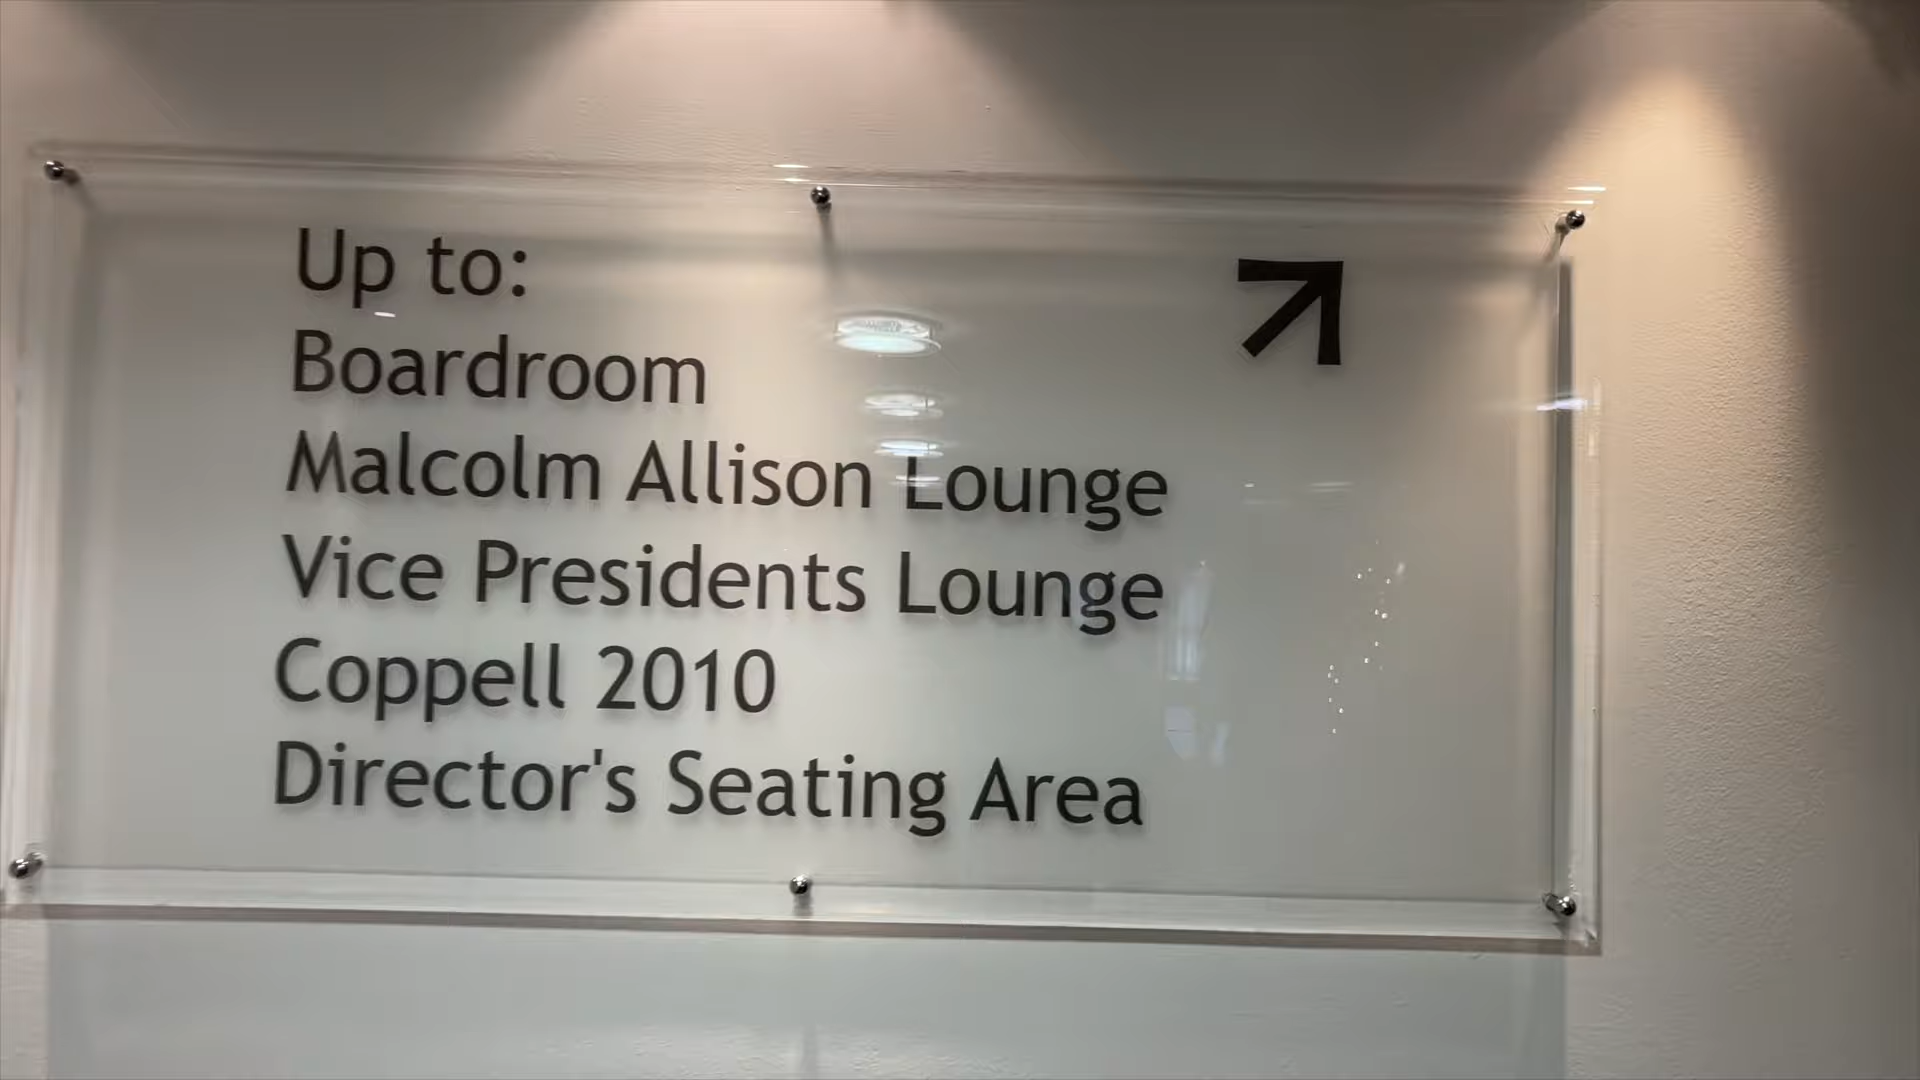 Up to:
Boardroom
Malcolm Allison Lounge
Vice Presidents Lounge
Coppell 2010
Director's Seating Area